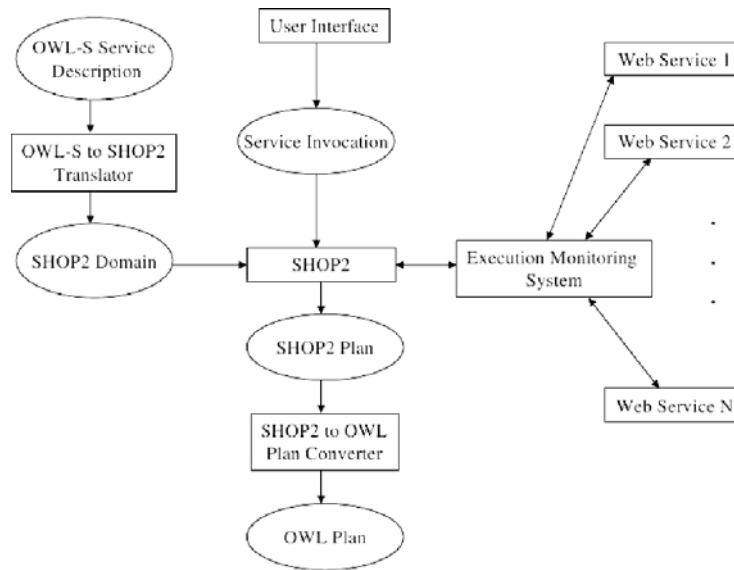 OWL-S Service
Description
User Interface
Web Service 1
Service Invocation
Web Service 2
OWL-S to SHOP2
Translator
SHOP2 Domain
SHOP2
Execution Monitoring
System
SHOP2 Plan
Web Service N
SHOP2 to OWL
Plan Converter
OWL Plan